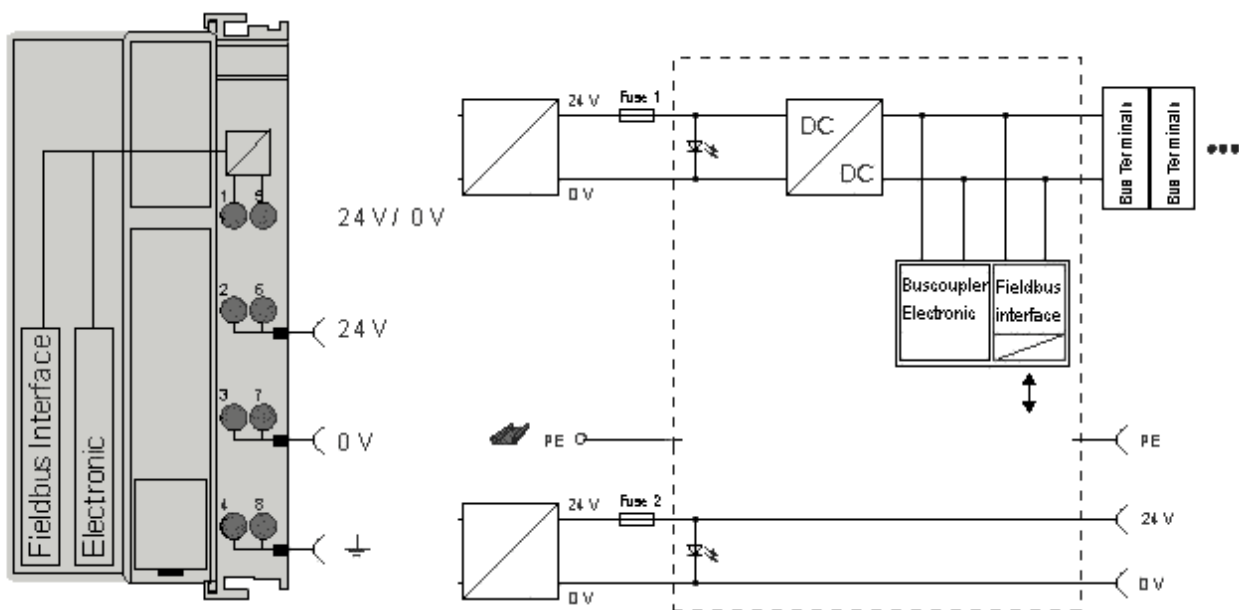 Fieldbus Interface
Electronic
1 5
24 V / 0 V
2 6
24 V
3 7
0 V
4 8
24 V
Fuse 1
0 V
DC
DC
Bus Terminals
Bus Terminals
Buscoupler
Electronic
Fieldbus
interface
PE
PE
24 V
Fuse 2
0 V
24 V
0 V